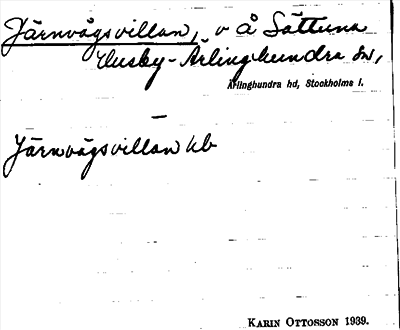 Järnvägsvillan, v å Sättuna
Husby-Ärlinghundra sn,
Ärlinghundra hd, Stockholms l.
—
Järnvägsvillan kb
KARIN OTTOSSON 1939.